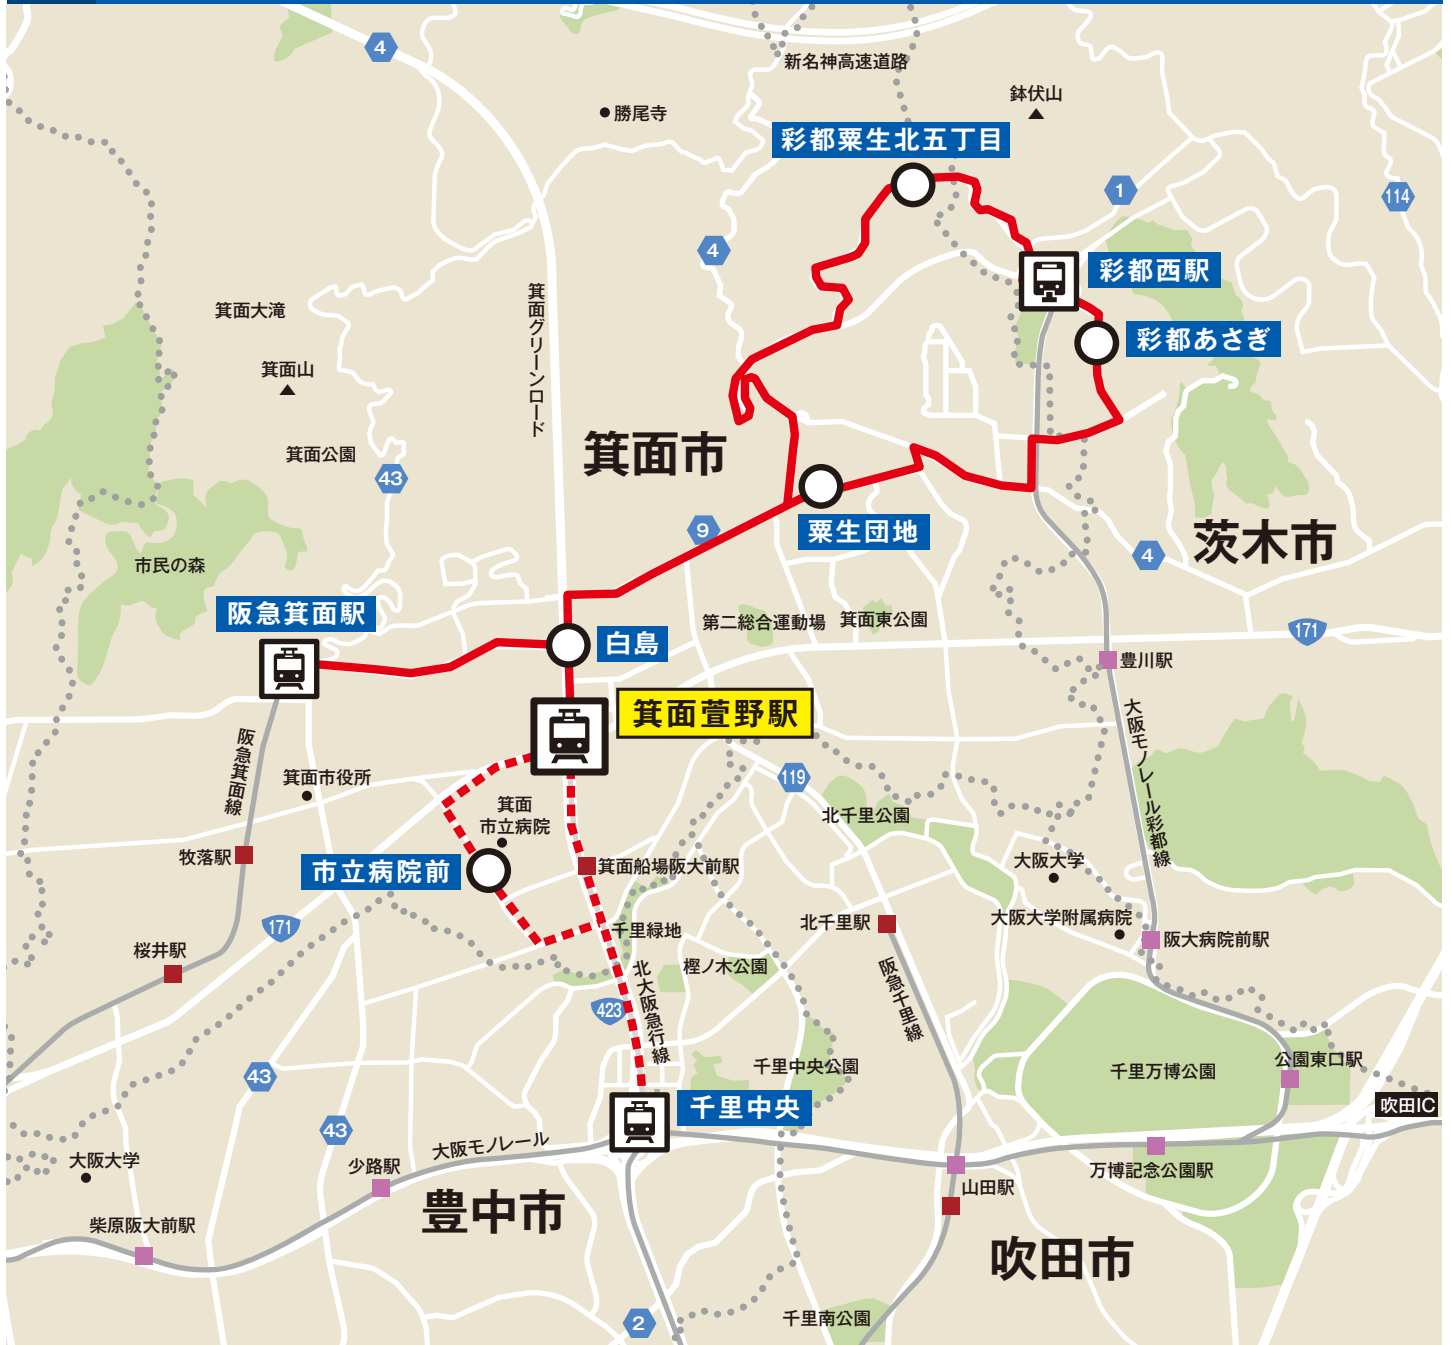 4
新名神高速道路
勝尾寺
鉢伏山
彩都粟生北五丁目
1
114
4
彩都西駅
箕面グリーンロード
箕面大滝
彩都あさぎ
箕面山
箕面市
箕面公園
43
9
粟生団地
茨木市
4
市民の森
阪急箕面駅
第二総合運動場
箕面東公園
171
白島
豊川駅
箕面萱野駅
大阪モノレール彩都線
阪急箕面線
箕面市役所
119
箕面
市立病院
北千里公園
牧落駅
市立病院前
箕面船場阪大前駅
大阪大学
171
千里緑地
北千里駅
大阪大学附属病院
阪大病院前駅
桜井駅
北大阪急行線
樫ノ木公園
阪急千里線
423
43
千里中央公園
千里万博公園
公園東口駅
千里中央
吹田IC
43
大阪モノレール
大阪大学
少路駅
万博記念公園駅
山田駅
豊中市
柴原阪大前駅
吹田市
2
千里南公園